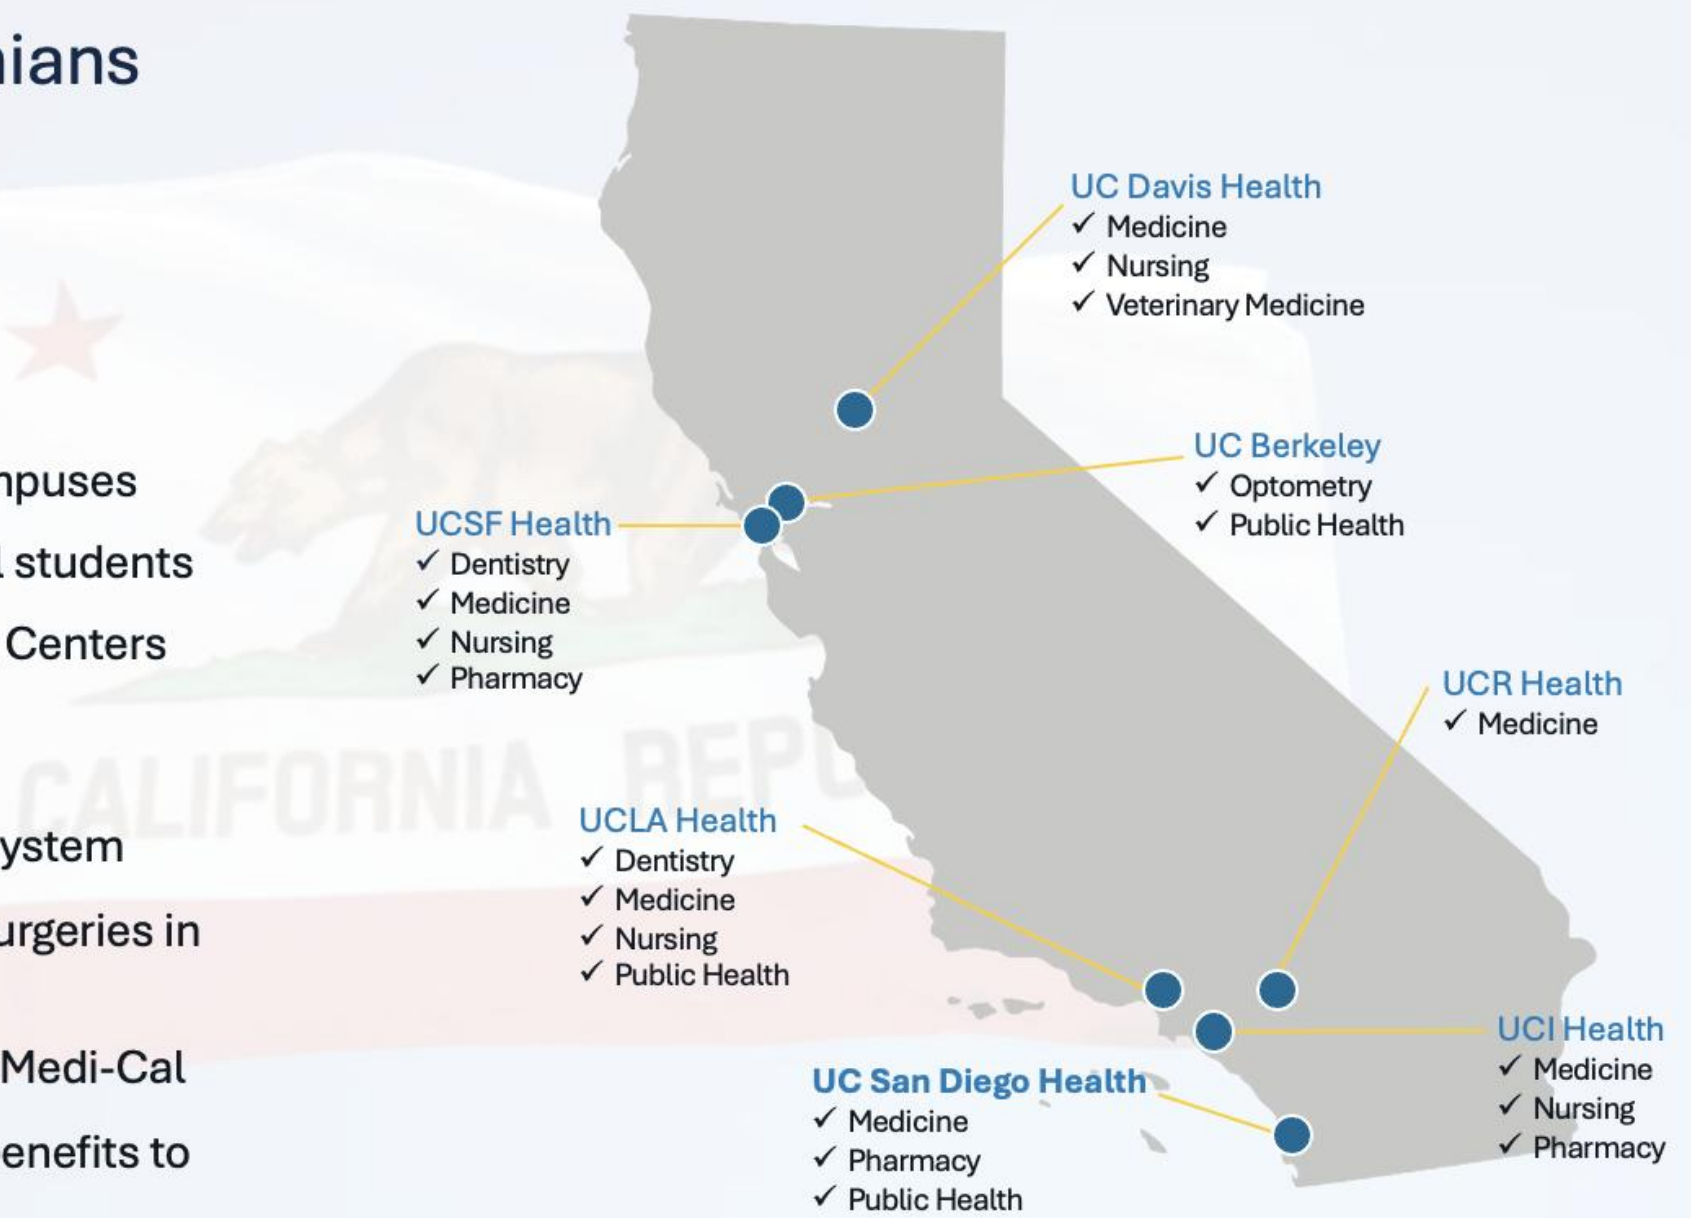 nians
npuses
l students
Centers
ystem
urgeries in
Medi-Cal
enefits to
UC Davis Health
✓ Medicine
✓ Nursing
✓ Veterinary Medicine
UC Berkeley
✓ Optometry
✓ Public Health
UCSF Health
✓ Dentistry
✓ Medicine
✓ Nursing
✓ Pharmacy
UCR Health
✓ Medicine
UCLA Health
✓ Dentistry
✓ Medicine
✓ Nursing
✓ Public Health
UCI Health
✓ Medicine
✓ Nursing
✓ Pharmacy
UC San Diego Health
✓ Medicine
✓ Pharmacy
✓ Public Health
CALIFORNIA REPU